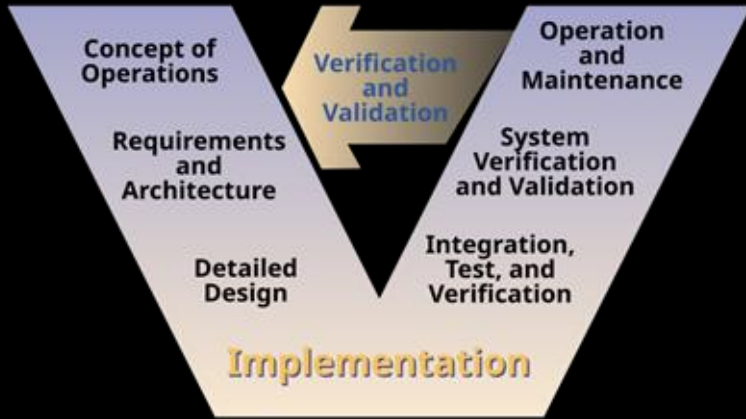 Concept of
Operations
Requirements
and
Architecture
Detailed
Design
Verification
and
Validation
Operation
and
Maintenance
System
Verification
and Validation
Integration,
Test, and
Verification
Implementation